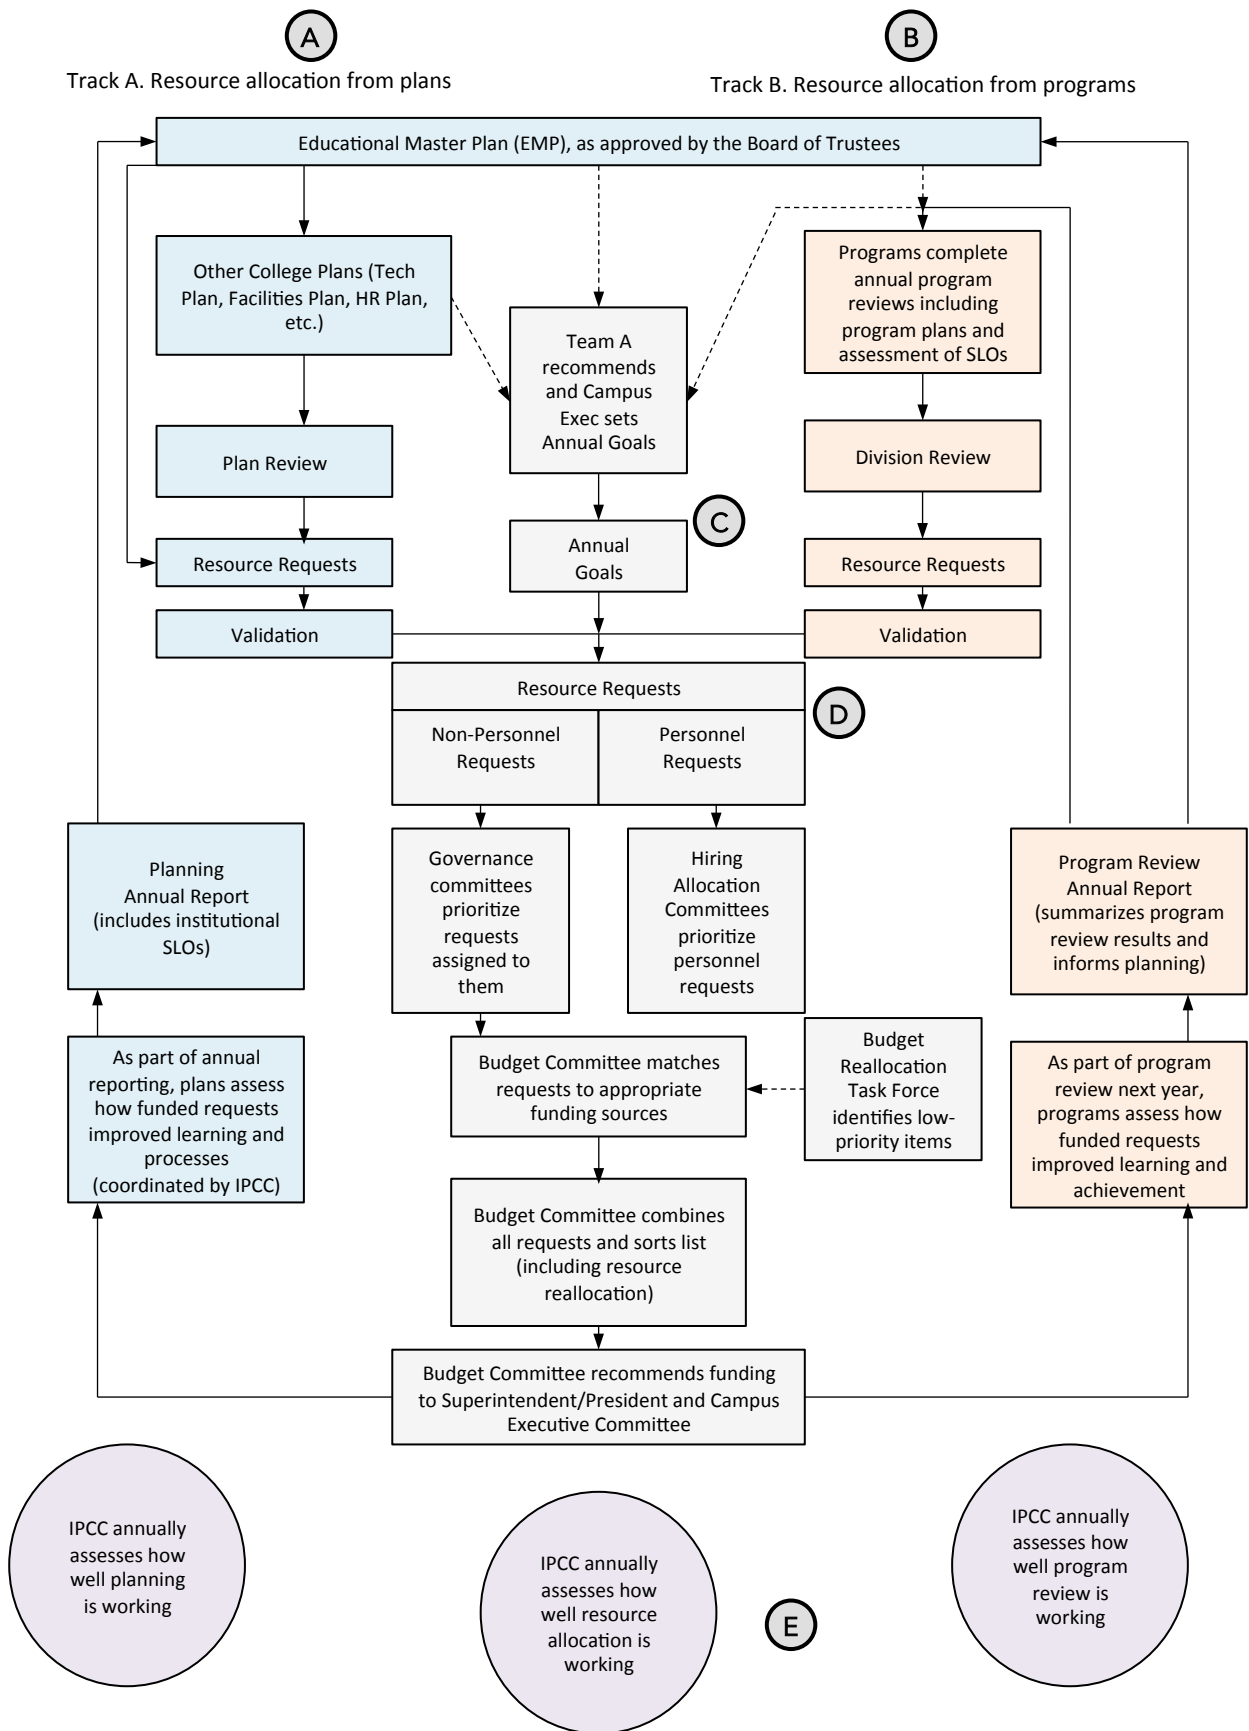 A
B
Track A. Resource allocation from plans
Track B. Resource allocation from programs
Educational Master Plan (EMP), as approved by the Board of Trustees
Other College Plans (Tech
Plan, Facilities Plan, HR Plan,
etc.)
Team A
recommends
and Campus
Exec sets
Annual Goals
Programs complete
annual program
reviews including
program plans and
assessment of SLOs
Plan Review
Division Review
C
Annual
Goals
Resource Requests
Resource Requests
Validation
Validation
Resource Requests
D
Non-Personnel
Requests
Personnel
Requests
Planning
Annual Report
(includes institutional
SLOs)
Governance
committees
prioritize
requests
assigned to
them
Hiring
Allocation
Committees
prioritize
personnel
requests
Program Review
Annual Report
(summarizes program
review results and
informs planning)
As part of annual
reporting, plans assess
how funded requests
improved learning and
processes
(coordinated by IPCC)
Budget Committee matches
requests to appropriate
funding sources
Budget
Reallocation
Task Force
identifies low-
priority items
As part of program
review next year,
programs assess how
funded requests
improved learning and
achievement
Budget Committee combines
all requests and sorts list
(including resource
reallocation)
Budget Committee recommends funding
to Superintendent/President and Campus
Executive Committee
IPCC annually
assesses how
well planning
is working
IPCC annually
assesses how
well resource
allocation is
working
E
IPCC annually
assesses how
well program
review is
working